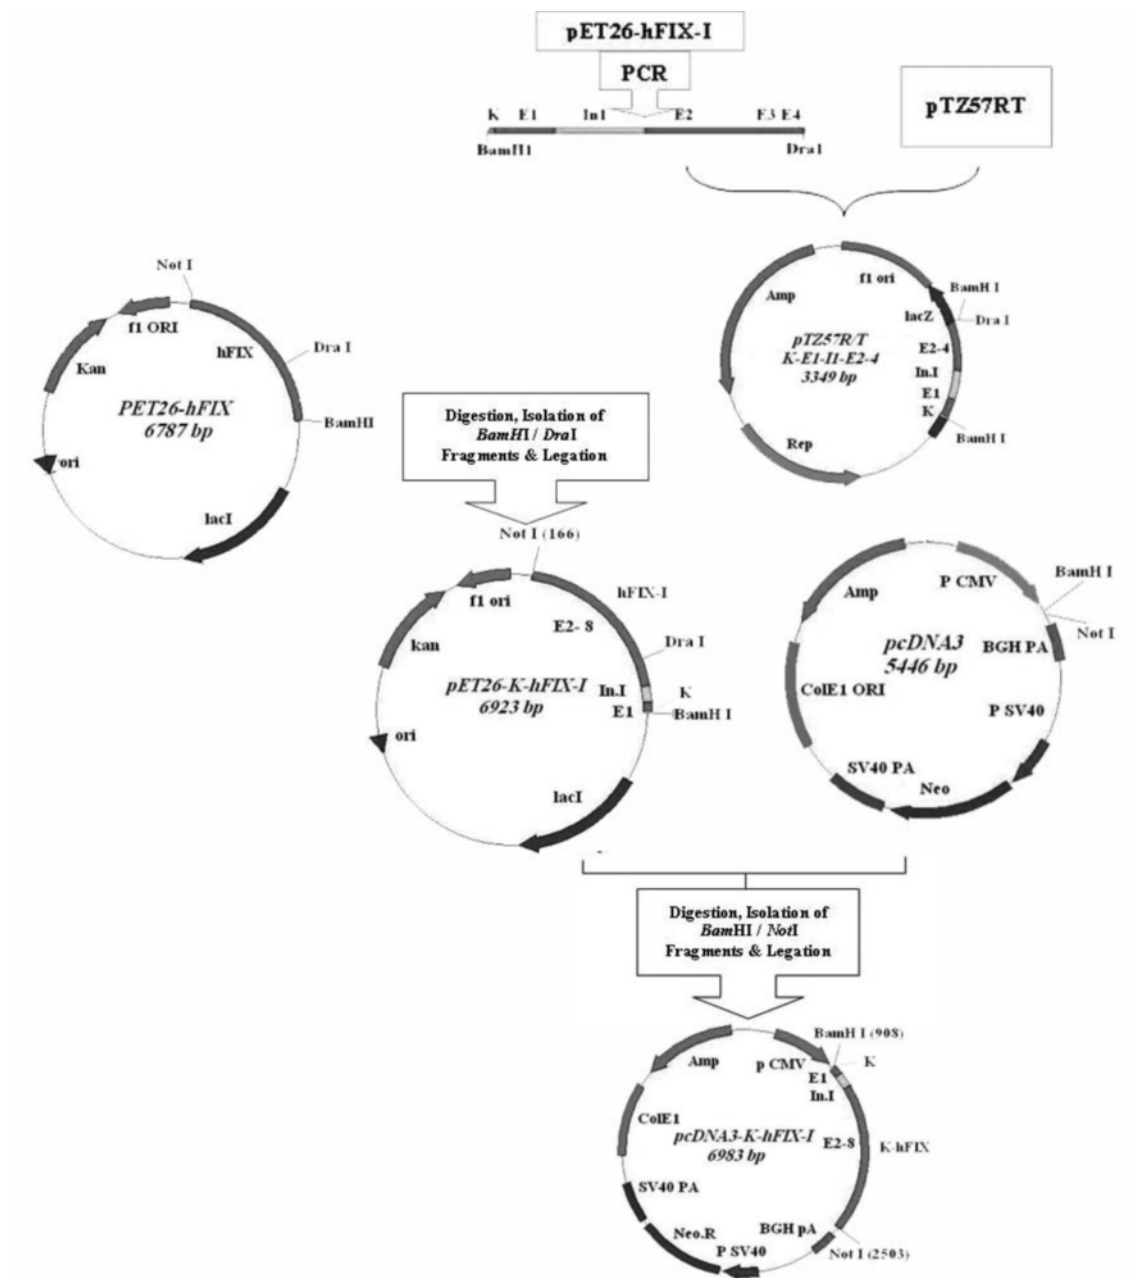 pET26-hFIX-I
PCR
pTZ57RT
K E1 In1 E2 E3 E4
BamH1 DraI
Not I
f1 ORI
hFIX
Dra I
Kan
PET26-hFIX
6787 bp
BamHI
ori
lacI
f1 ori
Amp
BamH I
lacZ
Dra I
pTZ57R/T
K-E1-I1-E2-4
3349 bp
E2-4
In.I
E1
K
BamH I
Rep
Digestion, Isolation of
BamHI / DraI
Fragments & Legation
Not I (166)
f1 ori
hFIX-I
E2- 8
kan
Dra I
pET26-K-hFIX-I
6923 bp
In.I
K
E1
BamH I
ori
lacI
P CMV
BamH I
Amp
Not I
pcDNA3
5446 bp
BGH PA
ColE1 ORI
P SV40
SV40 PA
Neo
Digestion, Isolation of
BamHI / NotI
Fragments & Legation
BamH I (908)
Amp
p CMV
K
E1
In.I
ColE1
pcDNA3-K-hFIX-I
6983 bp
E2-8
K-hFIX
SV40 PA
Neo.R
BGH pA
P SV40
Not I (2503)